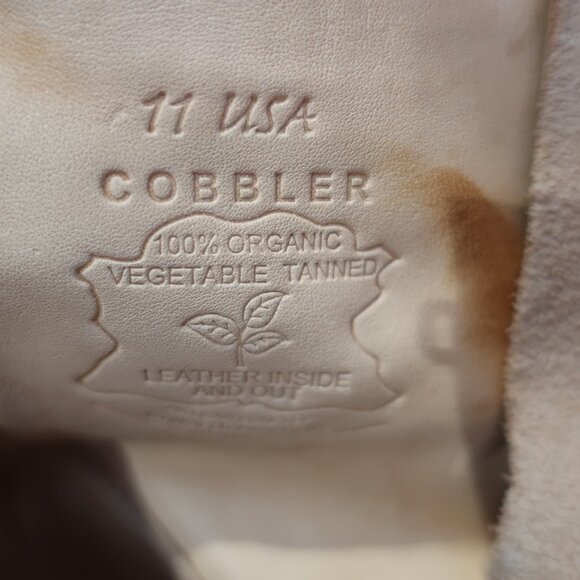 11 USA
COBBLER
100% ORGANIC
VEGETABLE TANNED
LEATHER INSIDE
AND OUT